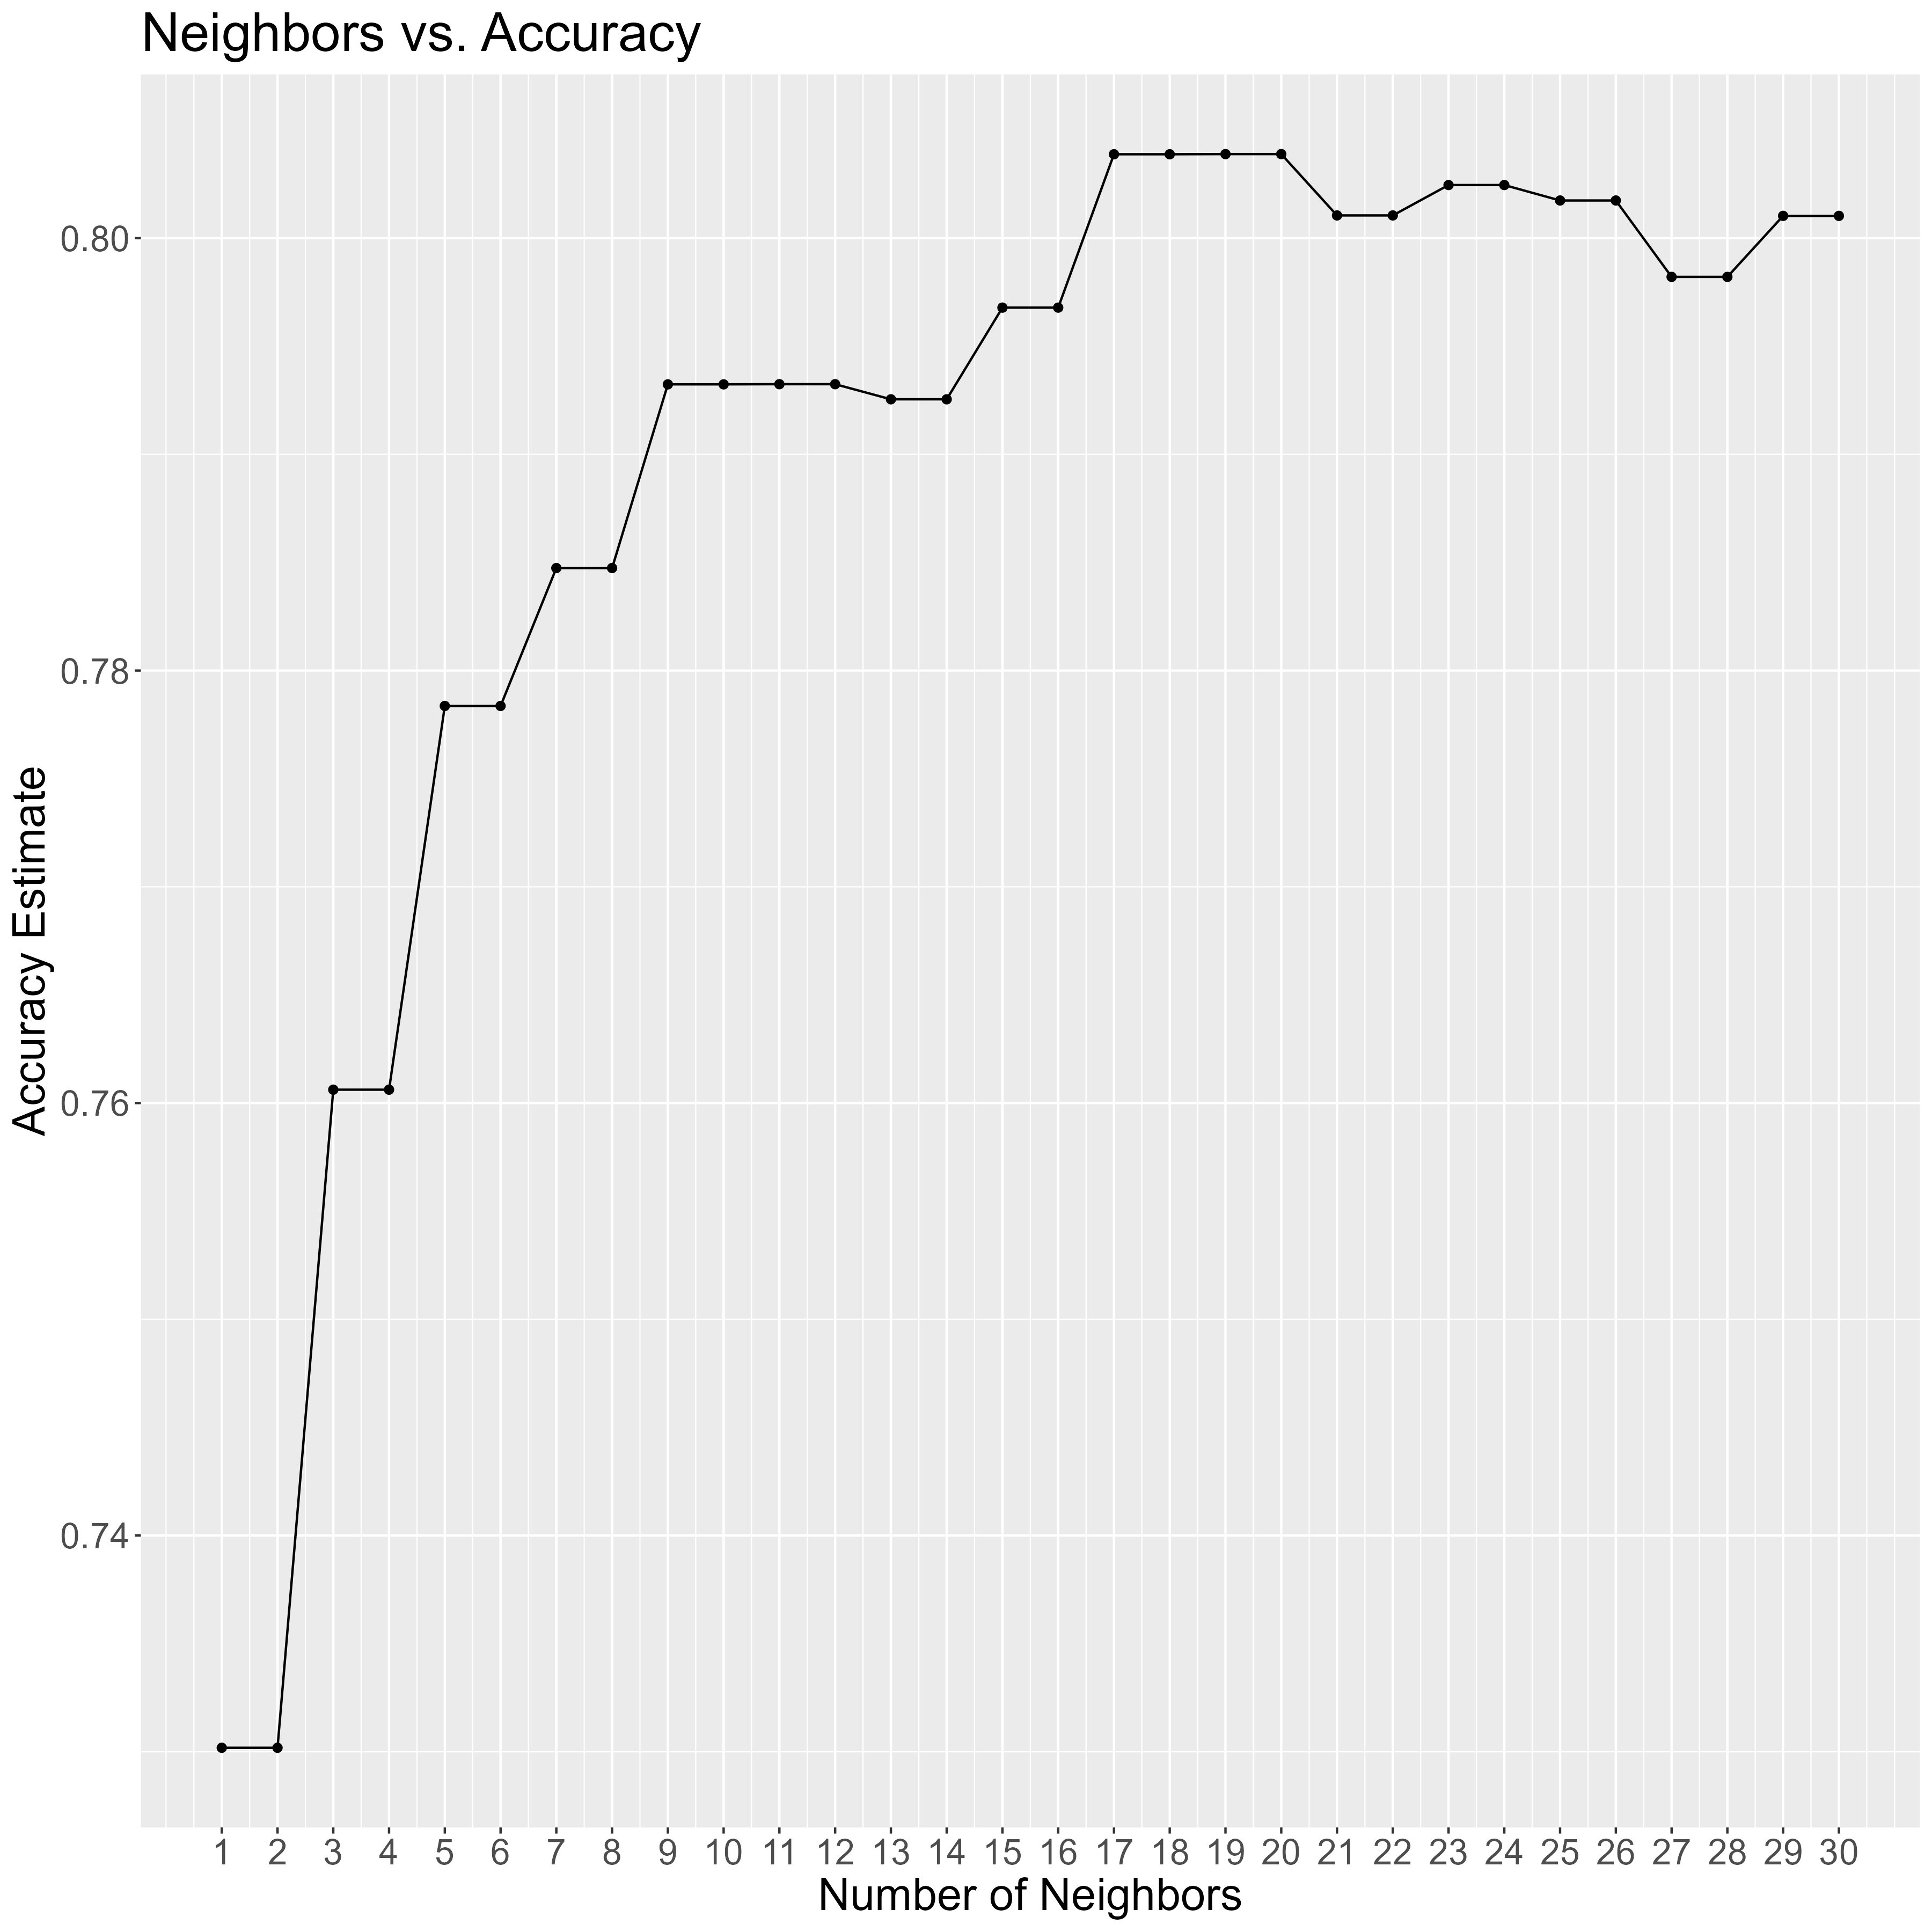 Neighbors vs. Accuracy
Accuracy Estimate
0.80
0.78
0.76
0.74
1 2 3 4 5 6 7 8 9 10 11 12 13 14 15 16 17 18 19 20 21 22 23 24 25 26 27 28 29 30
Number of Neighbors